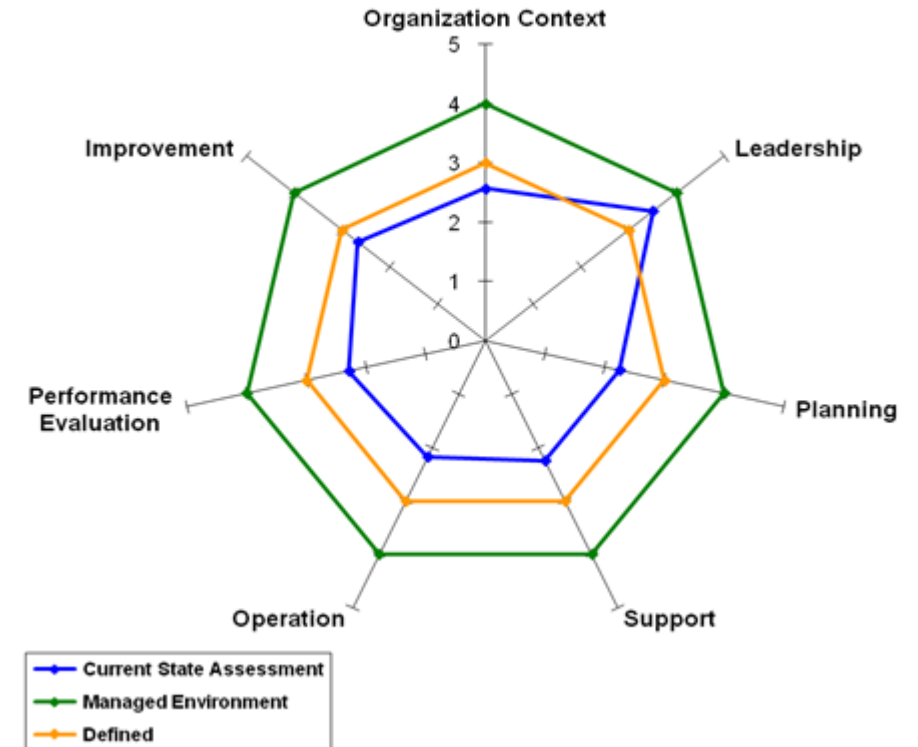 Organization Context
5
4
3
2
1
0
Improvement
Leadership
Performance
Evaluation
Planning
Operation
Support
Current State Assessment
Managed Environment
Defined